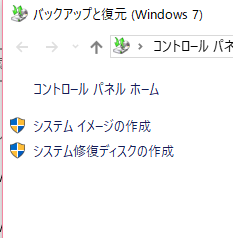 バックアップと復元 (Windows 7)
コントロール パネ
コントロール パネル ホーム
システム イメージの作成
システム修復ディスクの作成